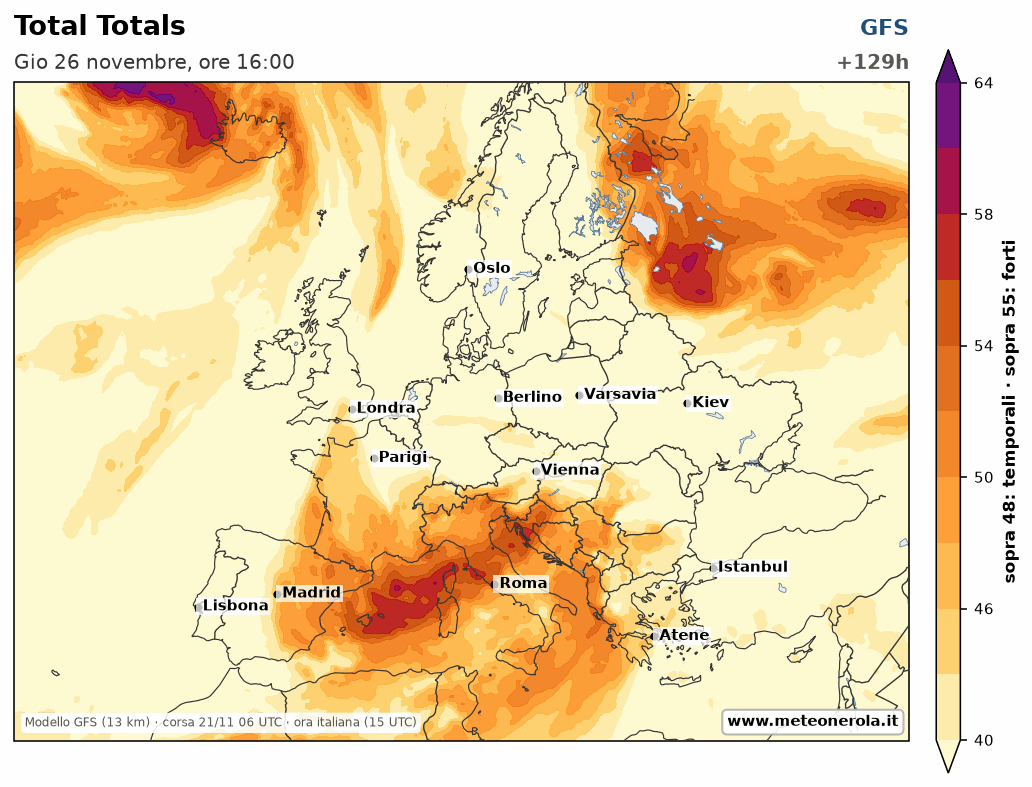 Total Totals
GFS
Gio 26 novembre, ore 16:00
+129h
Oslo
Londra
Berlino
Varsavia
Kiev
Parigi
Vienna
Istanbul
Madrid
Roma
Lisbona
Atene
Modello GFS (13 km) · corsa 21/11 06 UTC · ora italiana (15 UTC)
www.meteonerola.it
64
58
54
50
46
40
sopra 48: temporali · sopra 55: forti